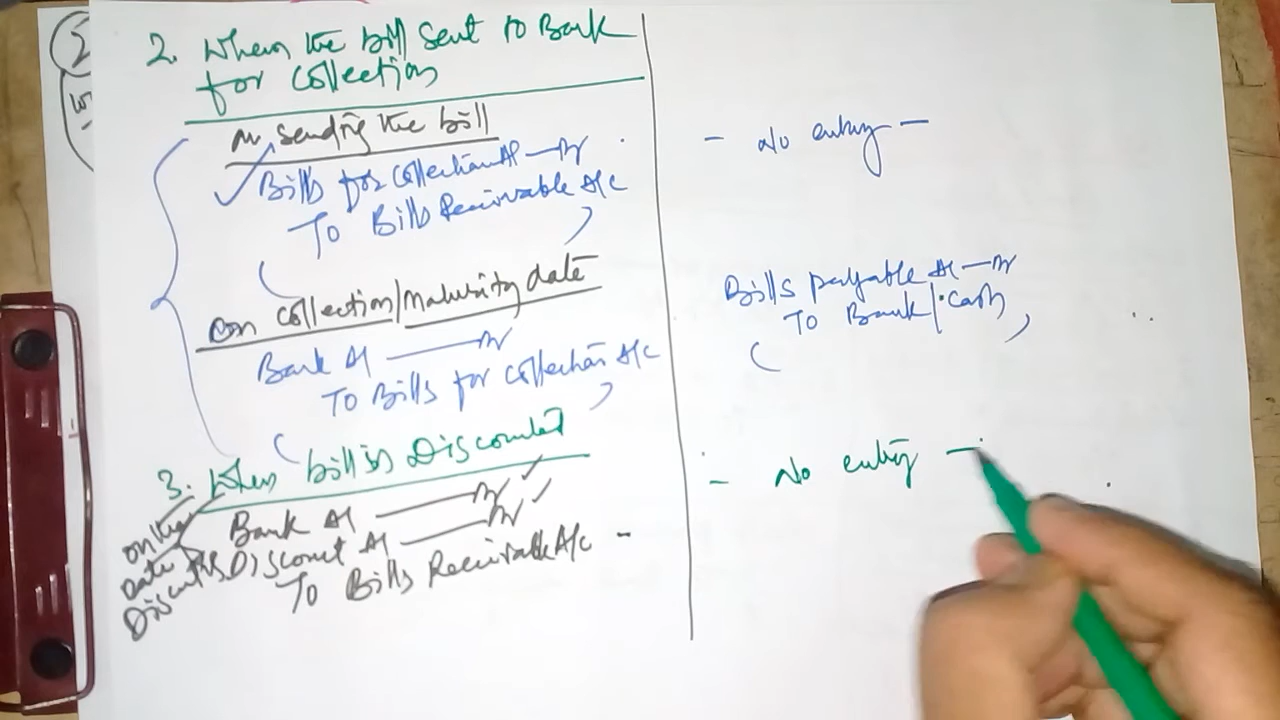 2. When the bill sent to Bank
for collection
on sending the bill
Bills for collection A/c — Dr
To Bills Receivable A/c
- No entry -
on collection/maturity date
Bank A/c — Dr
To Bills for collection A/c
Bills payable A/c — Dr
To Bank/cash
3. When bill is Discounted
on the
Date
Bank A/c — Dr
Discount A/c — Dr
To Bills Receivable A/c
- No entry -